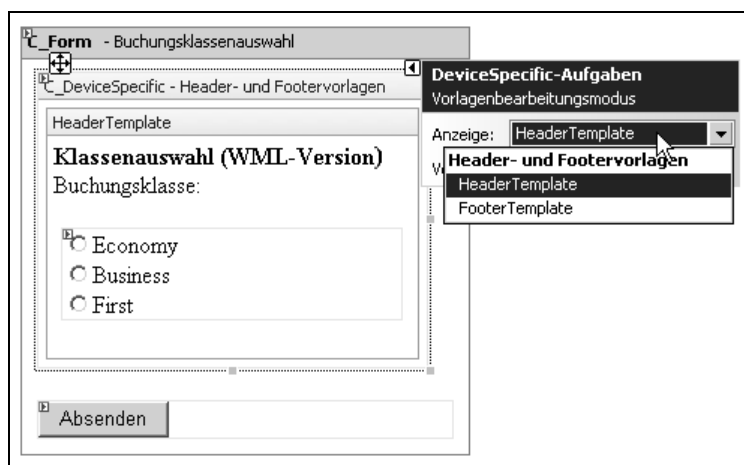 C_Form - Buchungsklassenauswahl
C_DeviceSpecific - Header- und Footervorlagen
HeaderTemplate
Klassenauswahl (WML-Version)
Buchungsklasse:
Economy
Business
First
Absenden
DeviceSpecific-Aufgaben
Vorlagenbearbeitungsmodus
Anzeige: HeaderTemplate
Header- und Footervorlagen
HeaderTemplate
FooterTemplate